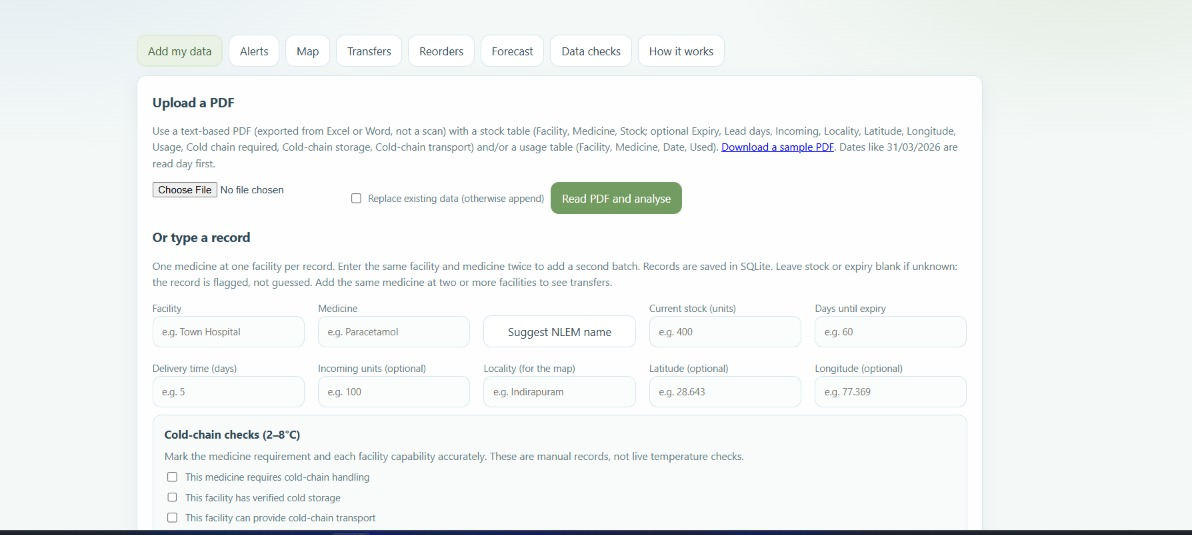 Add my data
Alerts
Map
Transfers
Reorders
Forecast
Data checks
How it works
Upload a PDF
Use a text-based PDF (exported from Excel or Word, not a scan) with a stock table (Facility, Medicine, Stock; optional Expiry, Lead days, Incoming, Locality, Latitude, Longitude,
Usage, Cold chain required, Cold-chain storage, Cold-chain transport) and/or a usage table (Facility, Medicine, Date, Used). Download a sample PDF. Dates like 31/03/2026 are
read day first.
Choose File No file chosen
Replace existing data (otherwise append)
Read PDF and analyse
Or type a record
One medicine at one facility per record. Enter the same facility and medicine twice to add a second batch. Records are saved in SQLite. Leave stock or expiry blank if unknown:
the record is flagged, not guessed. Add the same medicine at two or more facilities to see transfers.
Facility
Medicine
Current stock (units)
Days until expiry
e.g. Town Hospital
e.g. Paracetamol
Suggest NLEM name
e.g. 400
e.g. 60
Delivery time (days)
Incoming units (optional)
Locality (for the map)
Latitude (optional)
Longitude (optional)
e.g. 5
e.g. 100
e.g. Indirapuram
e.g. 28.643
e.g. 77.369
Cold-chain checks (2–8°C)
Mark the medicine requirement and each facility capability accurately. These are manual records, not live temperature checks.
This medicine requires cold-chain handling
This facility has verified cold storage
This facility can provide cold-chain transport